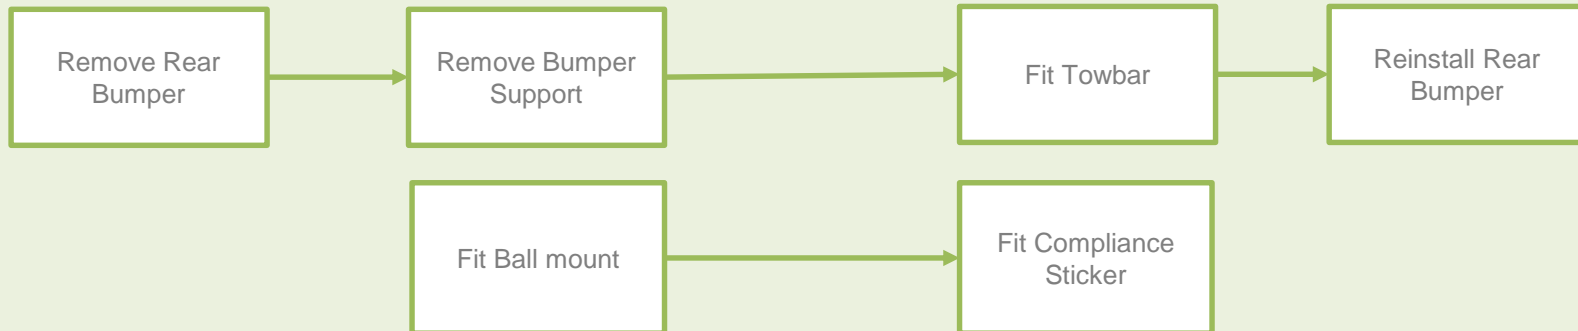 Remove Rear
Bumper
Remove Bumper
Support
Fit Towbar
Reinstall Rear
Bumper
Fit Ball mount
Fit Compliance
Sticker